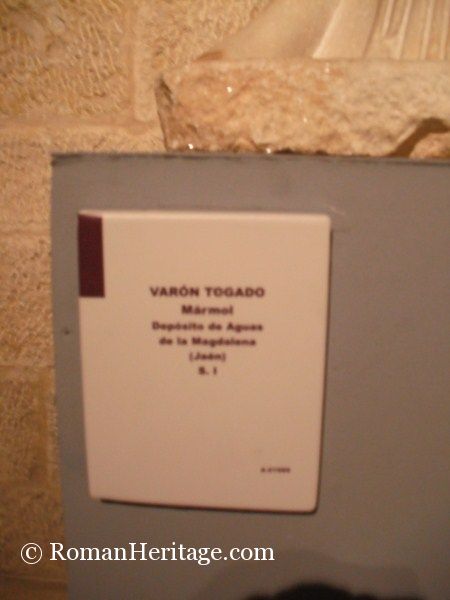 VARÓN TOGADO
Mármol
Depósito de Aguas
de la Magdalena
(Jaén)
S. I
© RomanHeritage.com